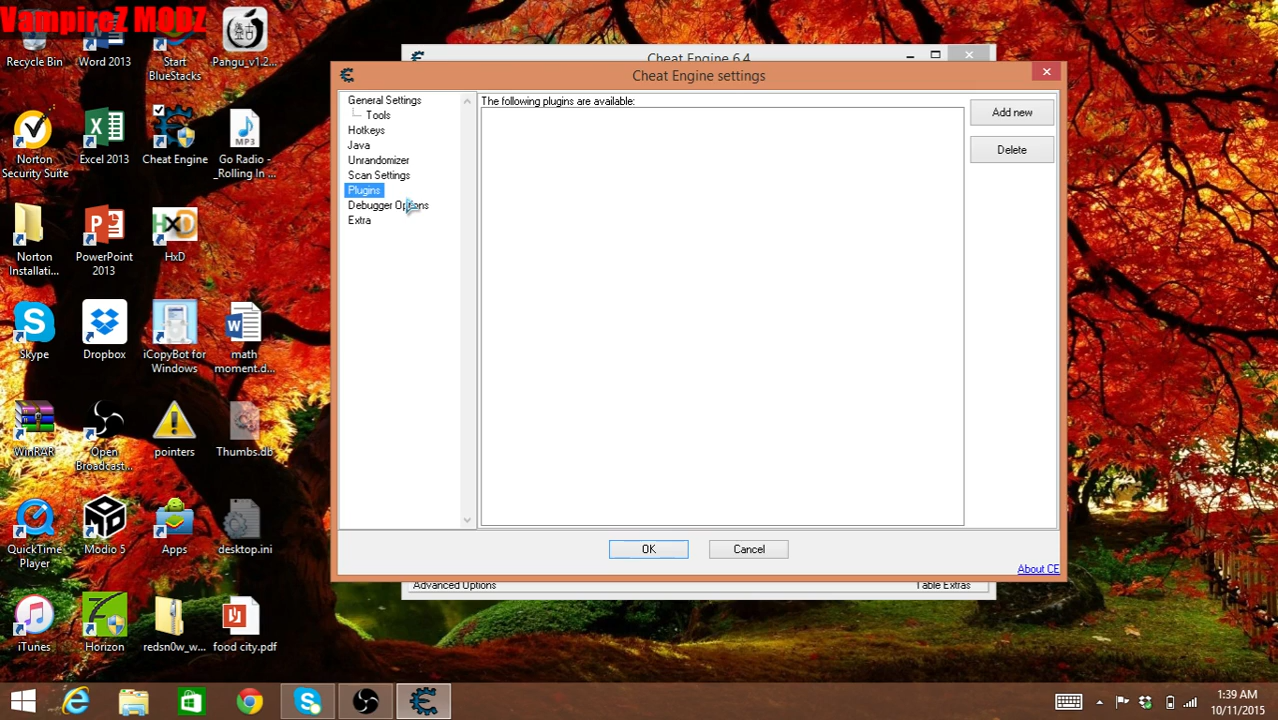 VampireZ MODZ
Recycle Bin
Word 2013
Start
BlueStacks
Pahgu_v1.2...
Norton
Security Suite
Excel 2013
Cheat Engine
MP3
Go Radio -
_Rolling In ...
Norton
Installati...
PowerPoint
2013
HxD
HxD
Skype
Dropbox
iCopyBot for
Windows
math
moment.d...
WinRAR
Open
Broadcast...
pointers
Thumbs.db
QuickTime
Player
Modio 5
Apps
desktop.ini
iTunes
Horizon
redsn0w_w...
food city.pdf
Cheat Engine 6.4
Cheat Engine settings
General Settings
Tools
Hotkeys
Java
Unrandomizer
Scan Settings
Plugins
Debugger Options
Extra
The following plugins are available:
Add new
Delete
OK
Cancel
About CE
Advanced Options
Table Extras
1:39 AM
10/11/2015